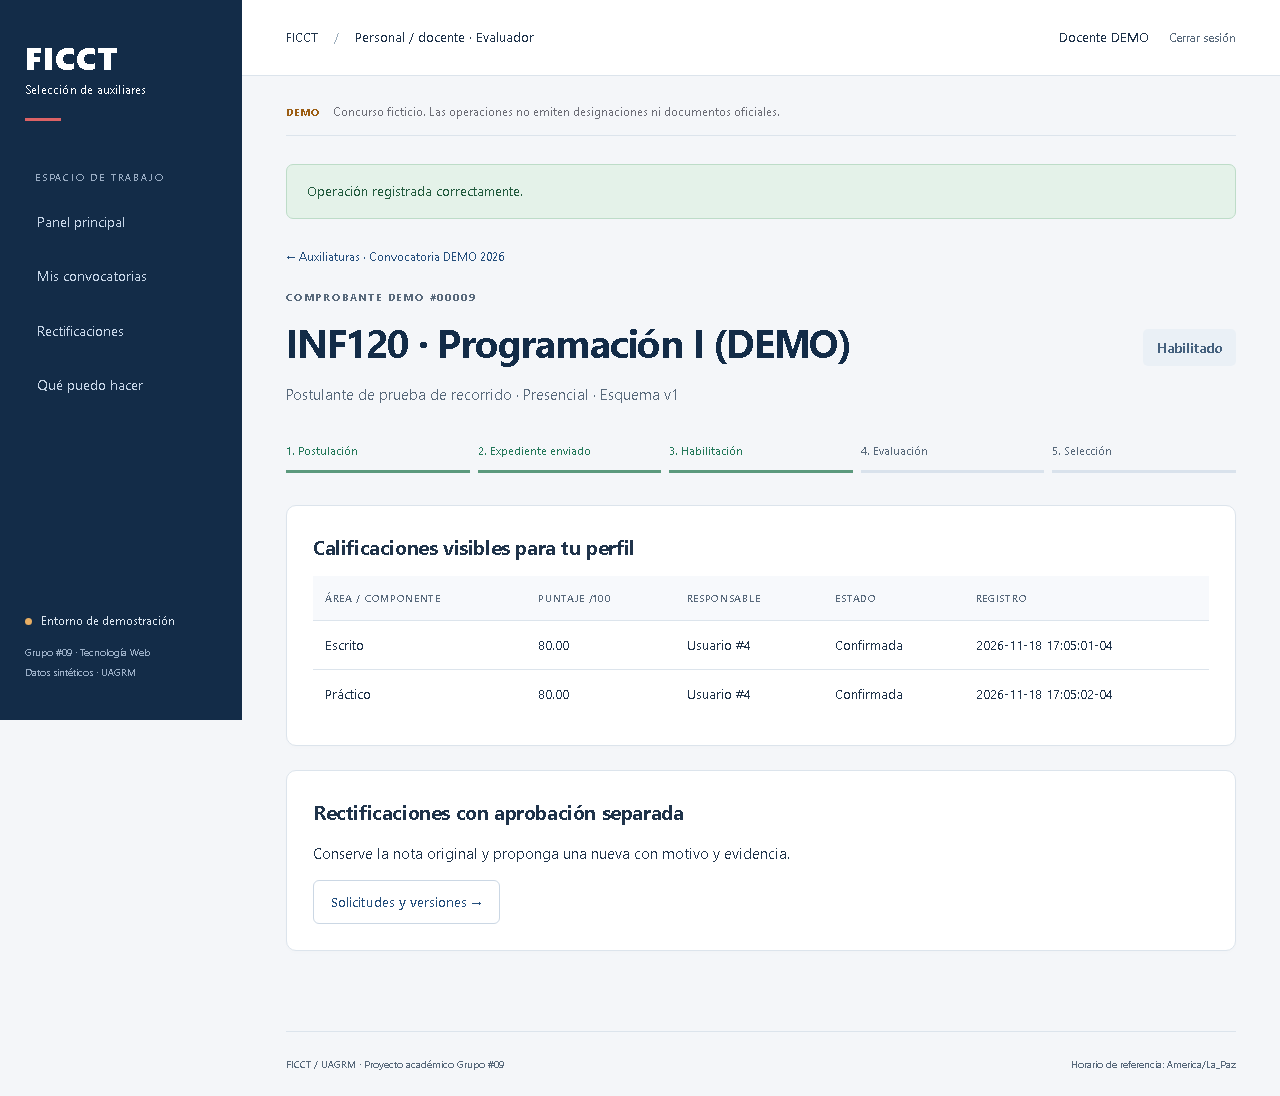 FICCT
Selección de auxiliares
ESPACIO DE TRABAJO
Panel principal
Mis convocatorias
Rectificaciones
Qué puedo hacer
Entorno de demostración
Grupo #09 · Tecnología Web
Datos sintéticos · UAGRM
FICCT / Personal / docente · Evaluador
Docente DEMO Cerrar sesión
DEMO Concurso ficticio. Las operaciones no emiten designaciones ni documentos oficiales.
Operación registrada correctamente.
← Auxiliaturas · Convocatoria DEMO 2026
COMPROBANTE DEMO #00009
INF120 · Programación I (DEMO)
Habilitado
Postulante de prueba de recorrido · Presencial · Esquema v1
1. Postulación 2. Expediente enviado 3. Habilitación 4. Evaluación 5. Selección
Calificaciones visibles para tu perfil
ÁREA / COMPONENTE PUNTAJE /100 RESPONSABLE ESTADO REGISTRO
Escrito 80.00 Usuario #4 Confirmada 2026-11-18 17:05:01-04
Práctico 80.00 Usuario #4 Confirmada 2026-11-18 17:05:02-04
Rectificaciones con aprobación separada
Conserve la nota original y proponga una nueva con motivo y evidencia.
Solicitudes y versiones →
FICCT / UAGRM · Proyecto académico Grupo #09
Horario de referencia: America/La_Paz